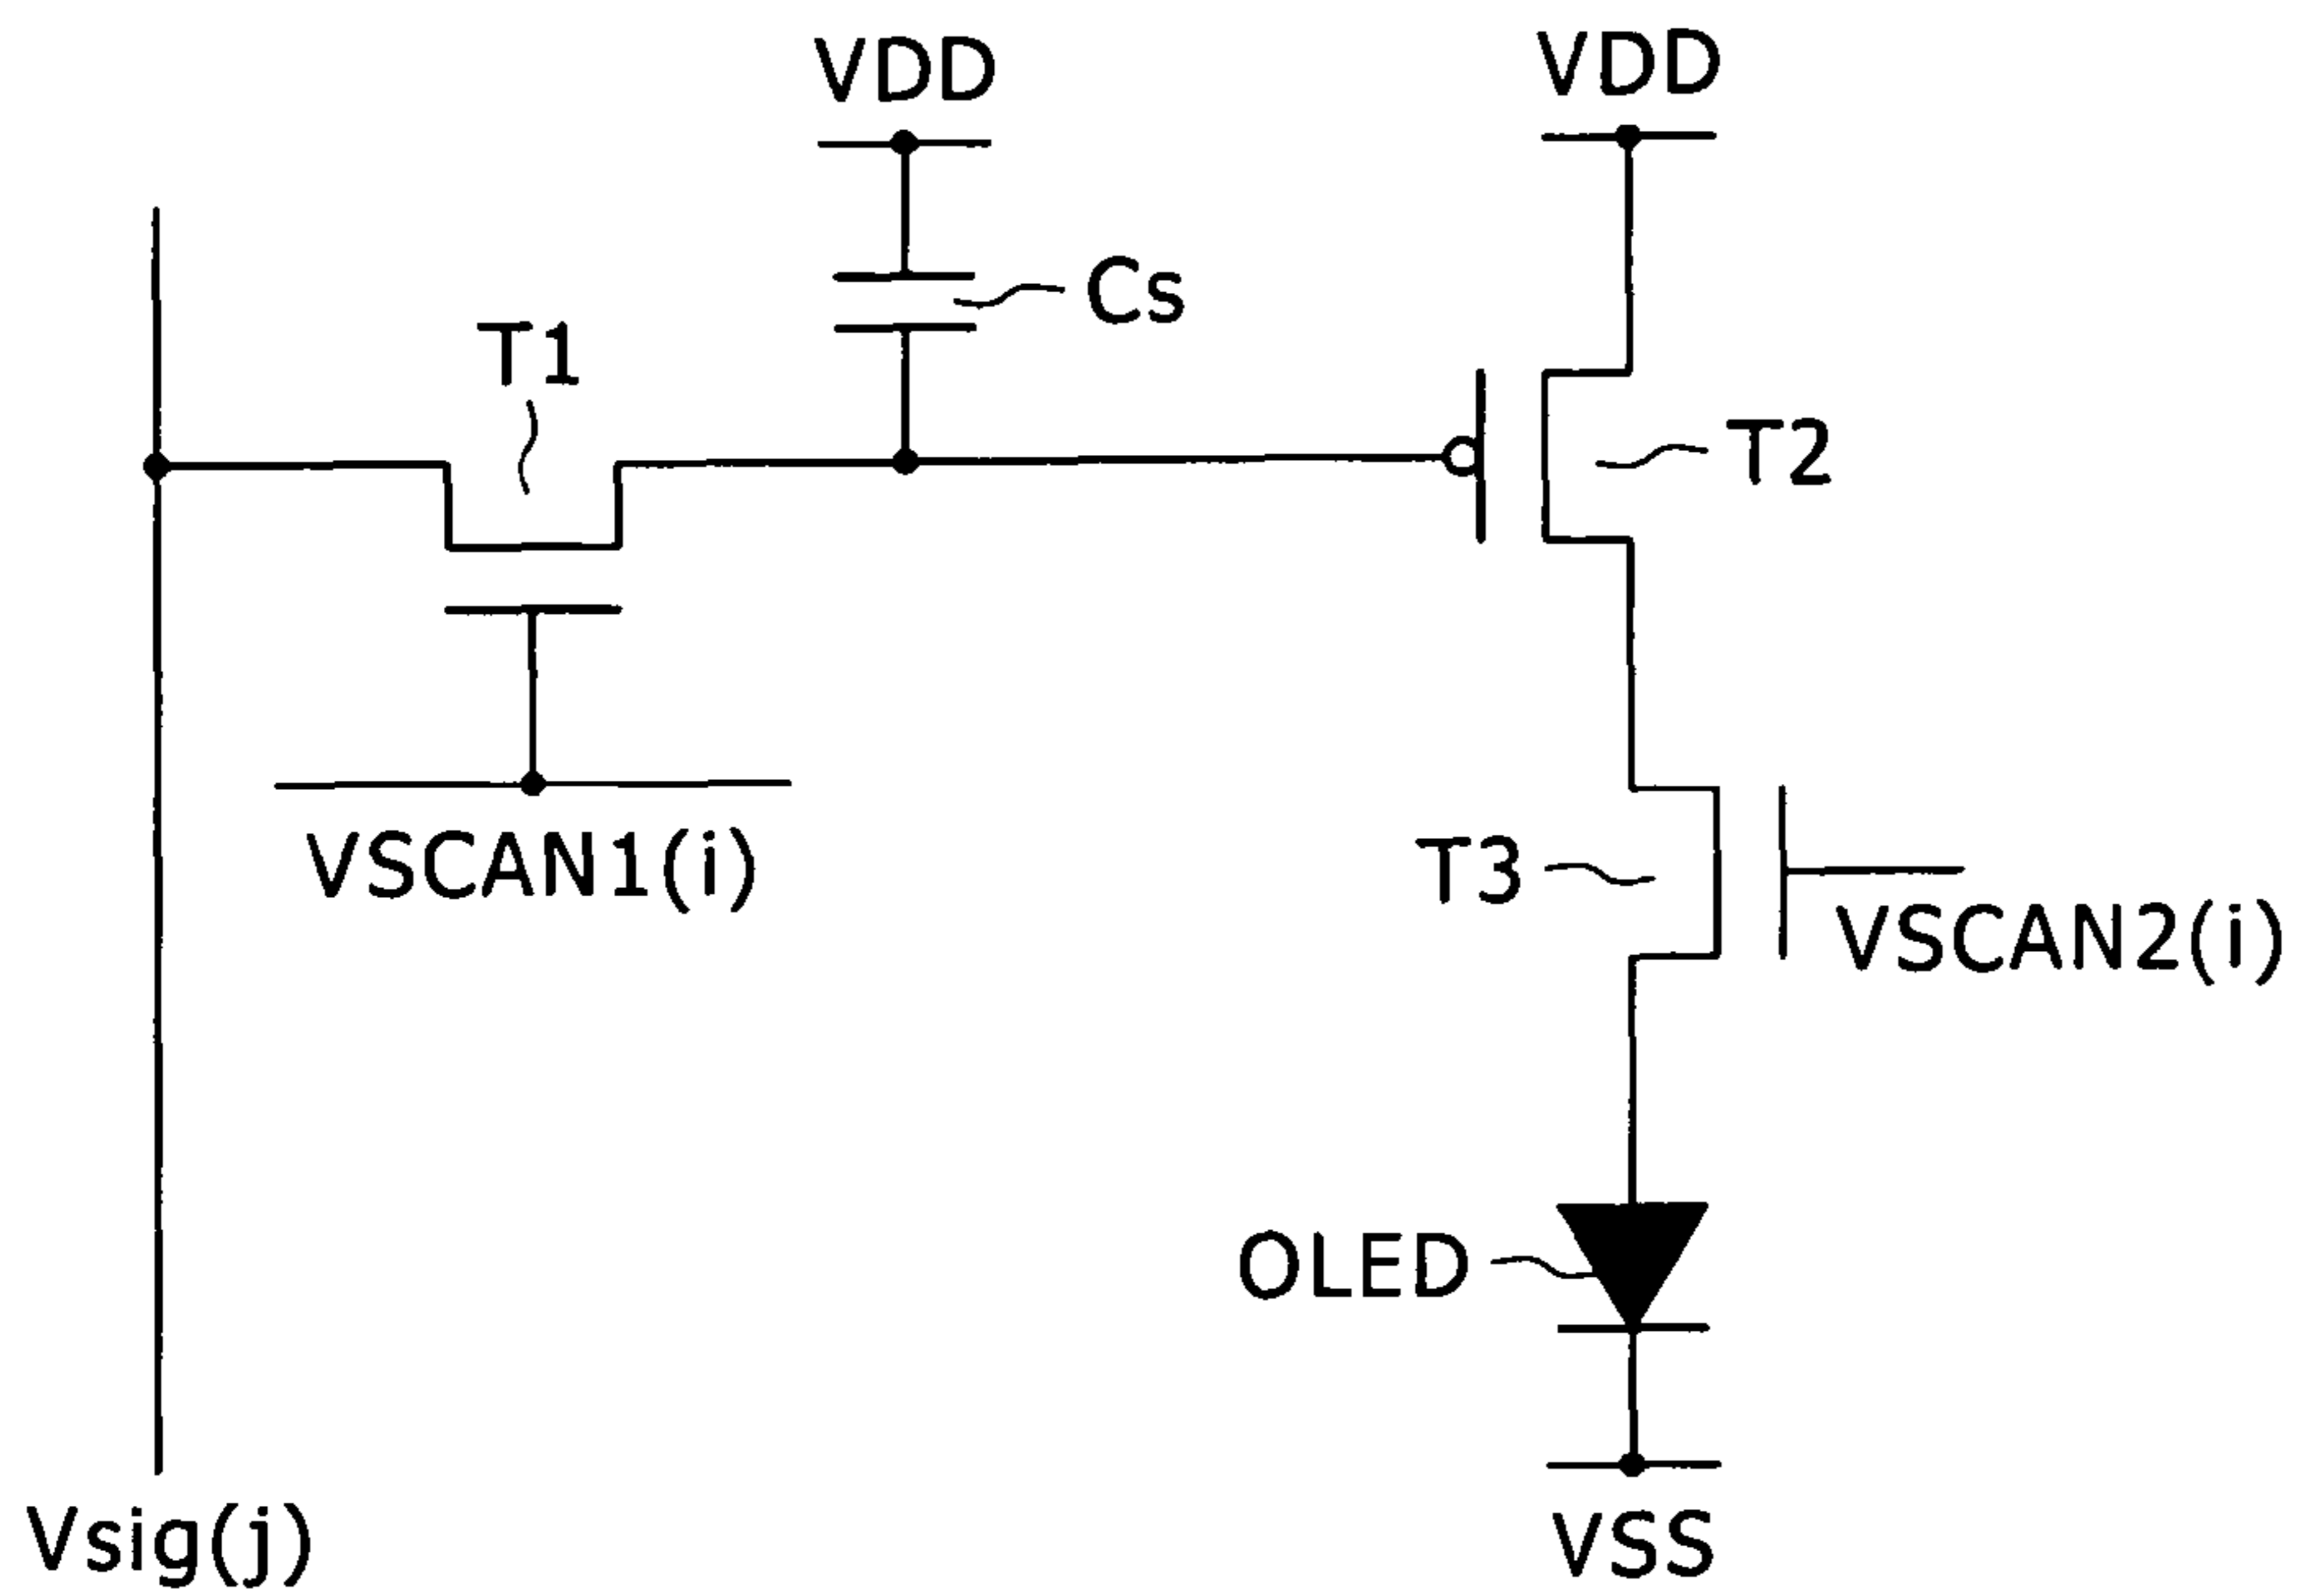 VDD
VDD
Cs
T1
T2
VSCAN1(i)
T3
VSCAN2(i)
OLED
Vsig(j)
VSS